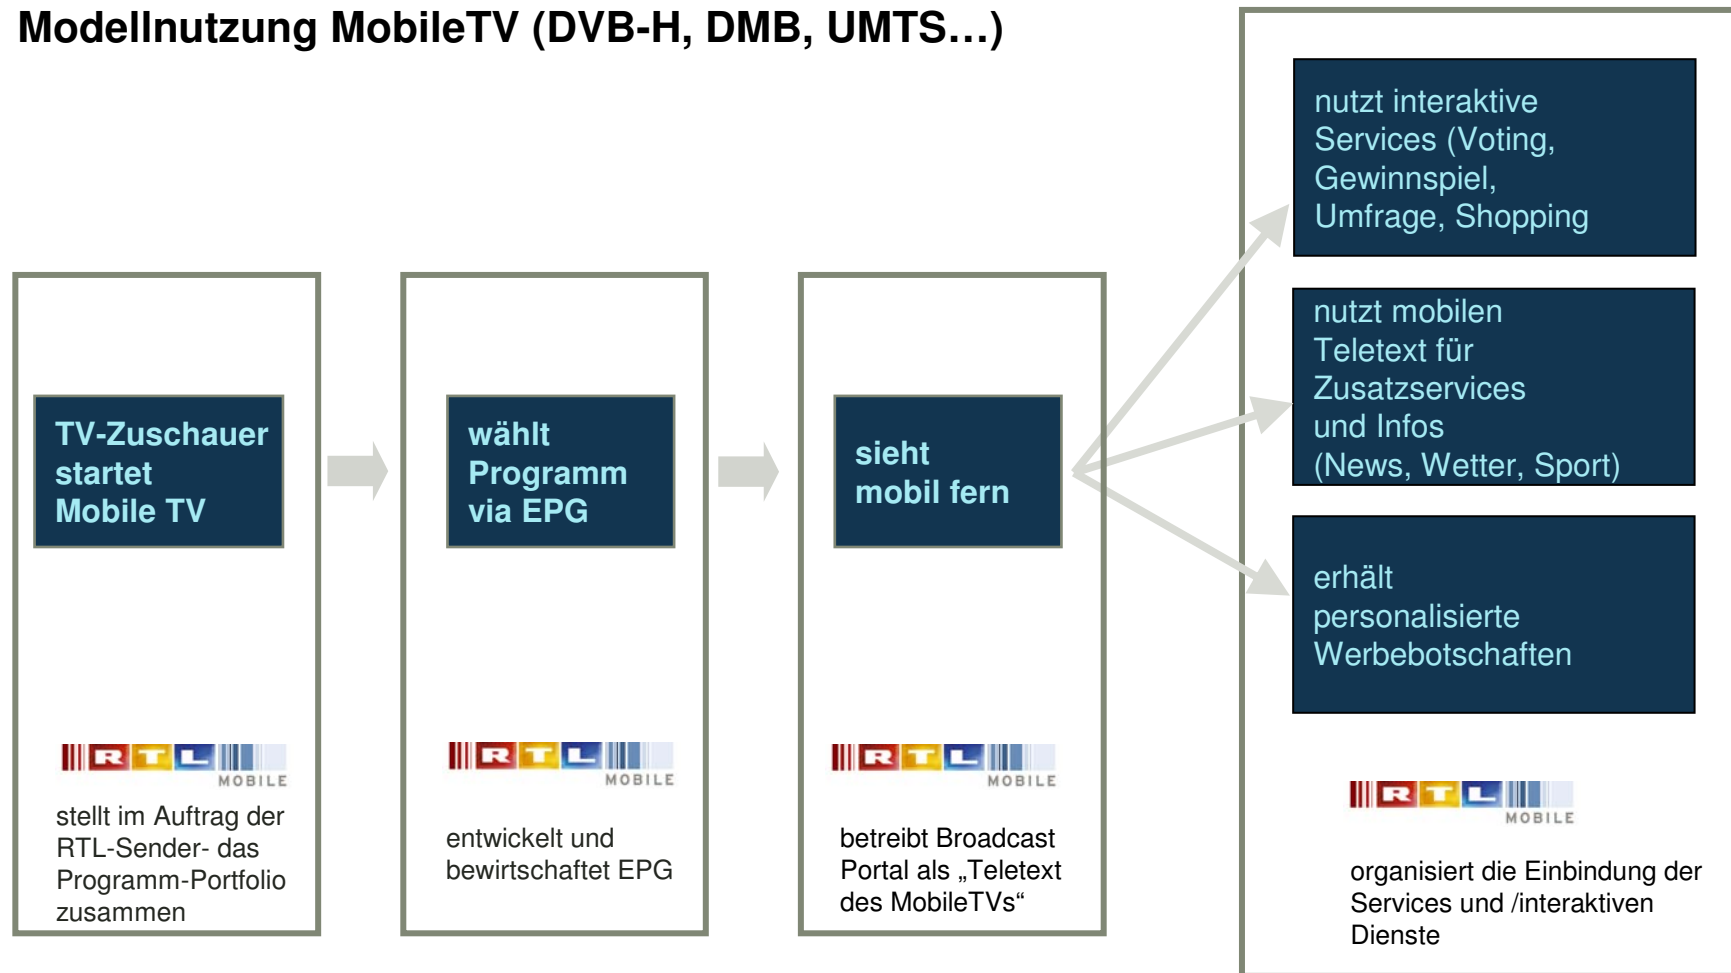 Modellnutzung MobileTV (DVB-H, DMB, UMTS…)
TV-Zuschauer
startet
Mobile TV
RTL
MOBILE
stellt im Auftrag der
RTL-Sender- das
Programm-Portfolio
zusammen
wählt
Programm
via EPG
RTL
MOBILE
entwickelt und
bewirtschaftet EPG
sieht
mobil fern
RTL
MOBILE
betreibt Broadcast
Portal als „Teletext
des MobileTVs“
nutzt interaktive
Services (Voting,
Gewinnspiel,
Umfrage, Shopping
nutzt mobilen
Teletext für
Zusatzservices
und Infos
(News, Wetter, Sport)
erhält
personalisierte
Werbebotschaften
RTL
MOBILE
organisiert die Einbindung der
Services und /interaktiven
Dienste